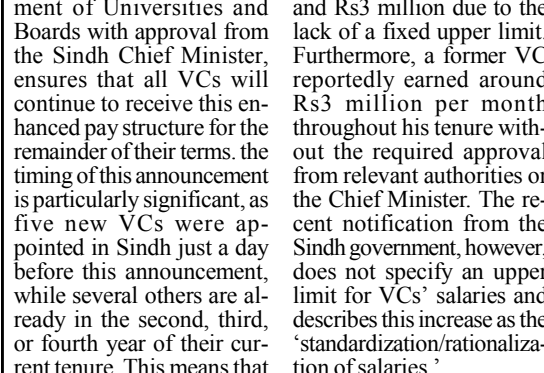 ment of Universities and
Boards with approval from
the Sindh Chief Minister,
ensures that all VCs will
continue to receive this en-
hanced pay structure for the
remainder of their terms. the
timing of this announcement
is particularly significant, as
five new VCs were ap-
pointed in Sindh just a day
before this announcement,
while several others are al-
ready in the second, third,
or fourth year of their cur-
rent tenure. This means that
and Rs3 million due to the
lack of a fixed upper limit.
Furthermore, a former VC
reportedly earned around
Rs3 million per month
throughout his tenure with-
out the required approval
from relevant authorities or
the Chief Minister. The re-
cent notification from the
Sindh government, however,
does not specify an upper
limit for VCs’ salaries and
describes this increase as the
‘standardization/rationaliza-
tion of salaries.’